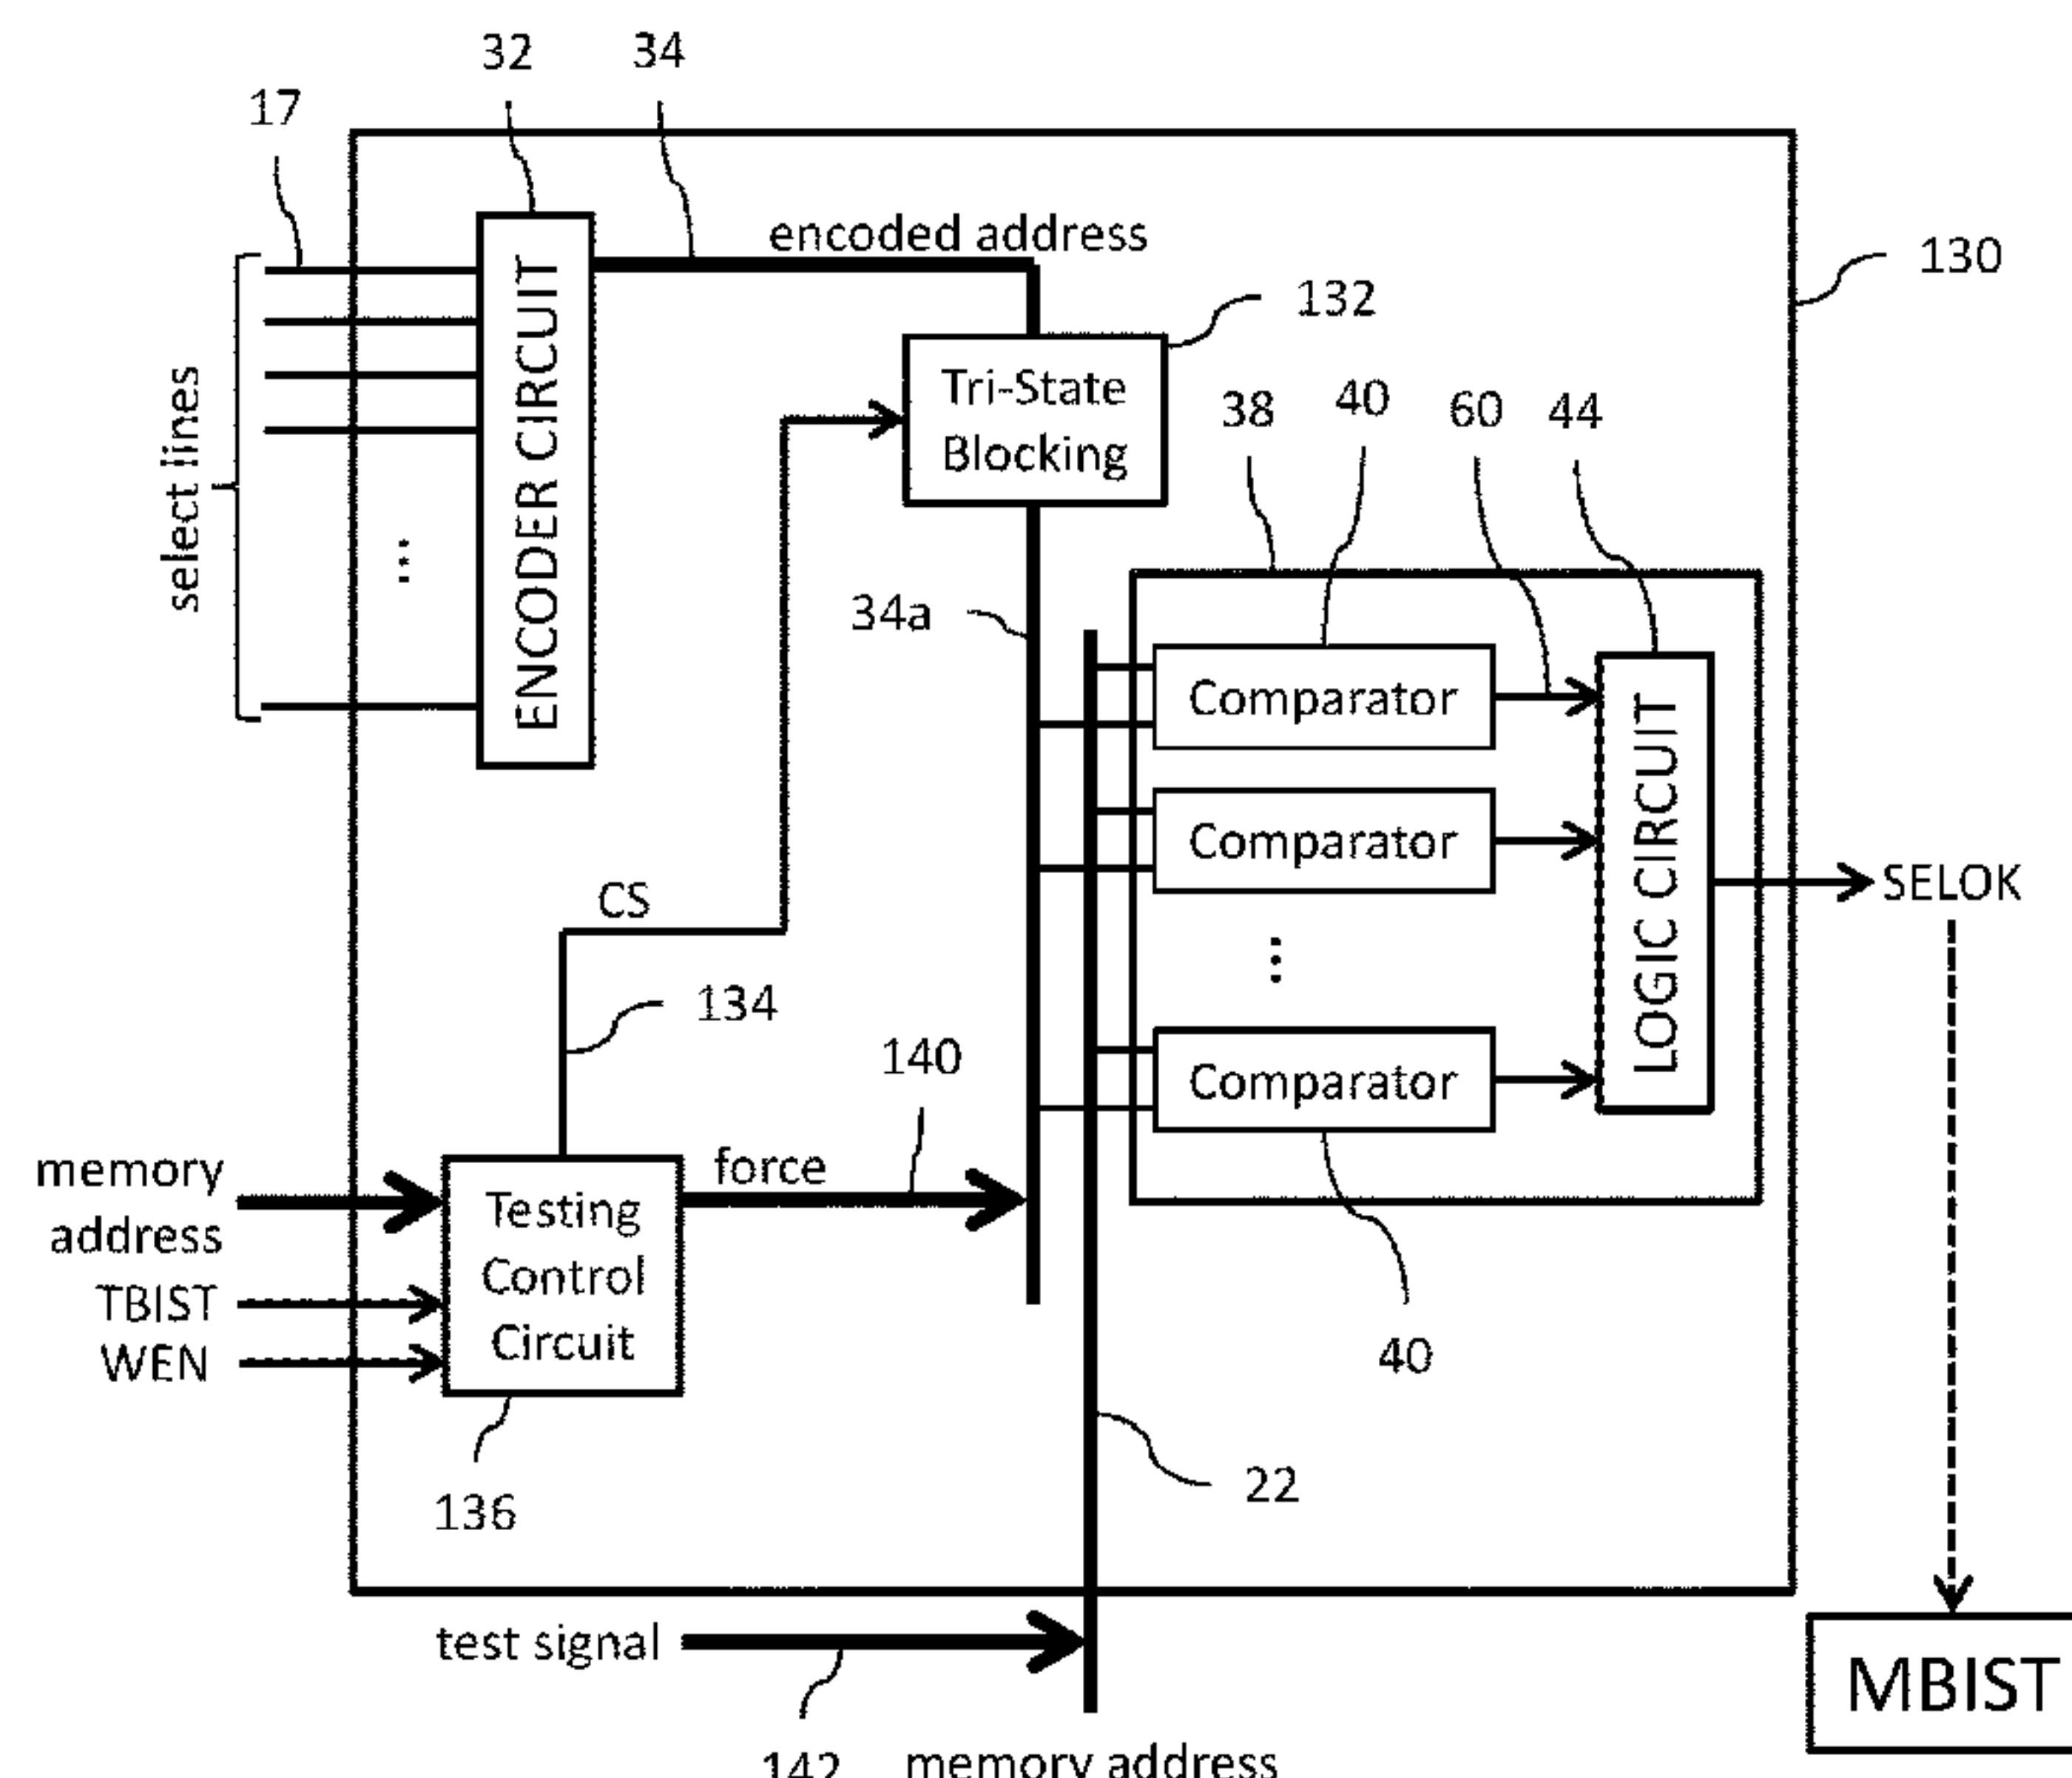 32
34
17
encoded address
130
132
Tri-State
Blocking
38
40
60
44
select lines
ENCODER CIRCUIT
34a
Comparator
Comparator
Comparator
LOGIC CIRCUIT
SELOK
CS
134
140
memory
address
force
Testing
Control
Circuit
TBIST
WEN
40
22
136
test signal
MBIST
142
memory address